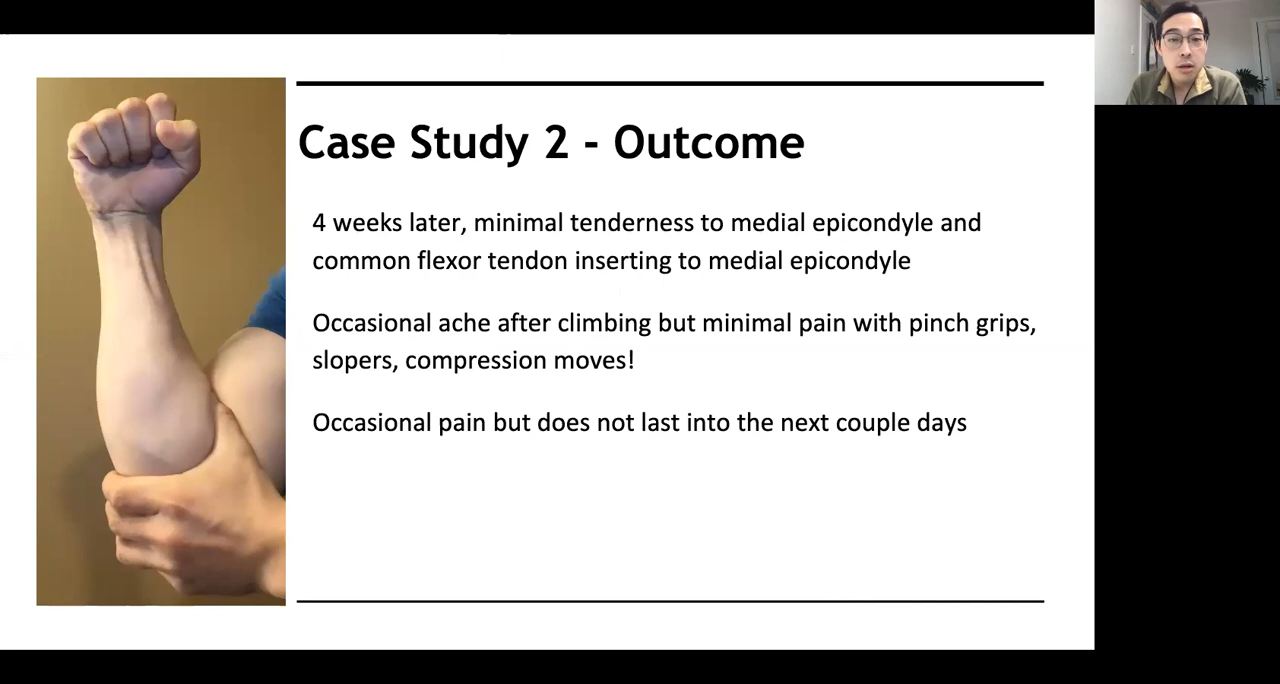 Case Study 2 - Outcome
4 weeks later, minimal tenderness to medial epicondyle and
common flexor tendon inserting to medial epicondyle
Occasional ache after climbing but minimal pain with pinch grips,
slopers, compression moves!
Occasional pain but does not last into the next couple days